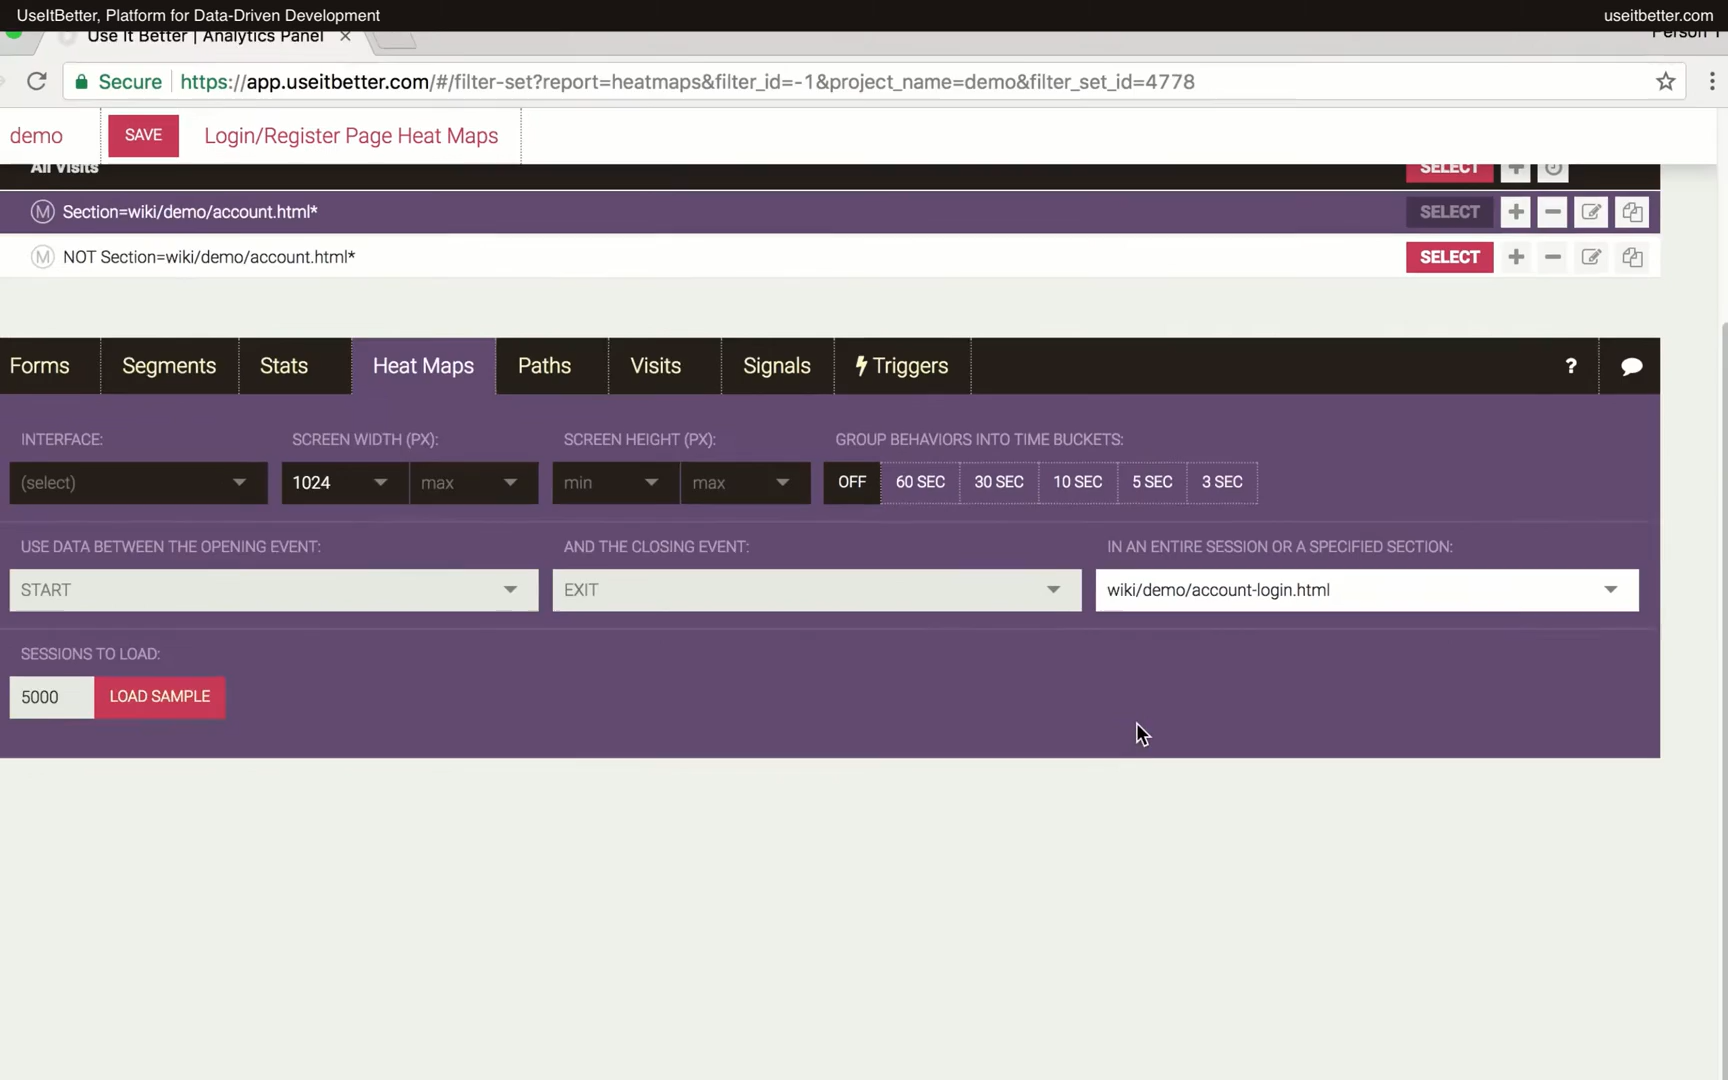 UseItBetter, Platform for Data-Driven Development
useitbetter.com
Use It Better | Analytics Panel
Person 1
Secure https://app.useitbetter.com/#/filter-set?report=heatmaps&filter_id=-1&project_name=demo&filter_set_id=4778
demo SAVE Login/Register Page Heat Maps
All Visits SELECT
M Section=wiki/demo/account.html* SELECT
M NOT Section=wiki/demo/account.html* SELECT
Forms Segments Stats Heat Maps Paths Visits Signals Triggers ?
INTERFACE: SCREEN WIDTH (PX): SCREEN HEIGHT (PX): GROUP BEHAVIORS INTO TIME BUCKETS:
(select) 1024 max min max OFF 60 SEC 30 SEC 10 SEC 5 SEC 3 SEC
USE DATA BETWEEN THE OPENING EVENT: AND THE CLOSING EVENT: IN AN ENTIRE SESSION OR A SPECIFIED SECTION:
START EXIT wiki/demo/account-login.html
SESSIONS TO LOAD:
5000 LOAD SAMPLE